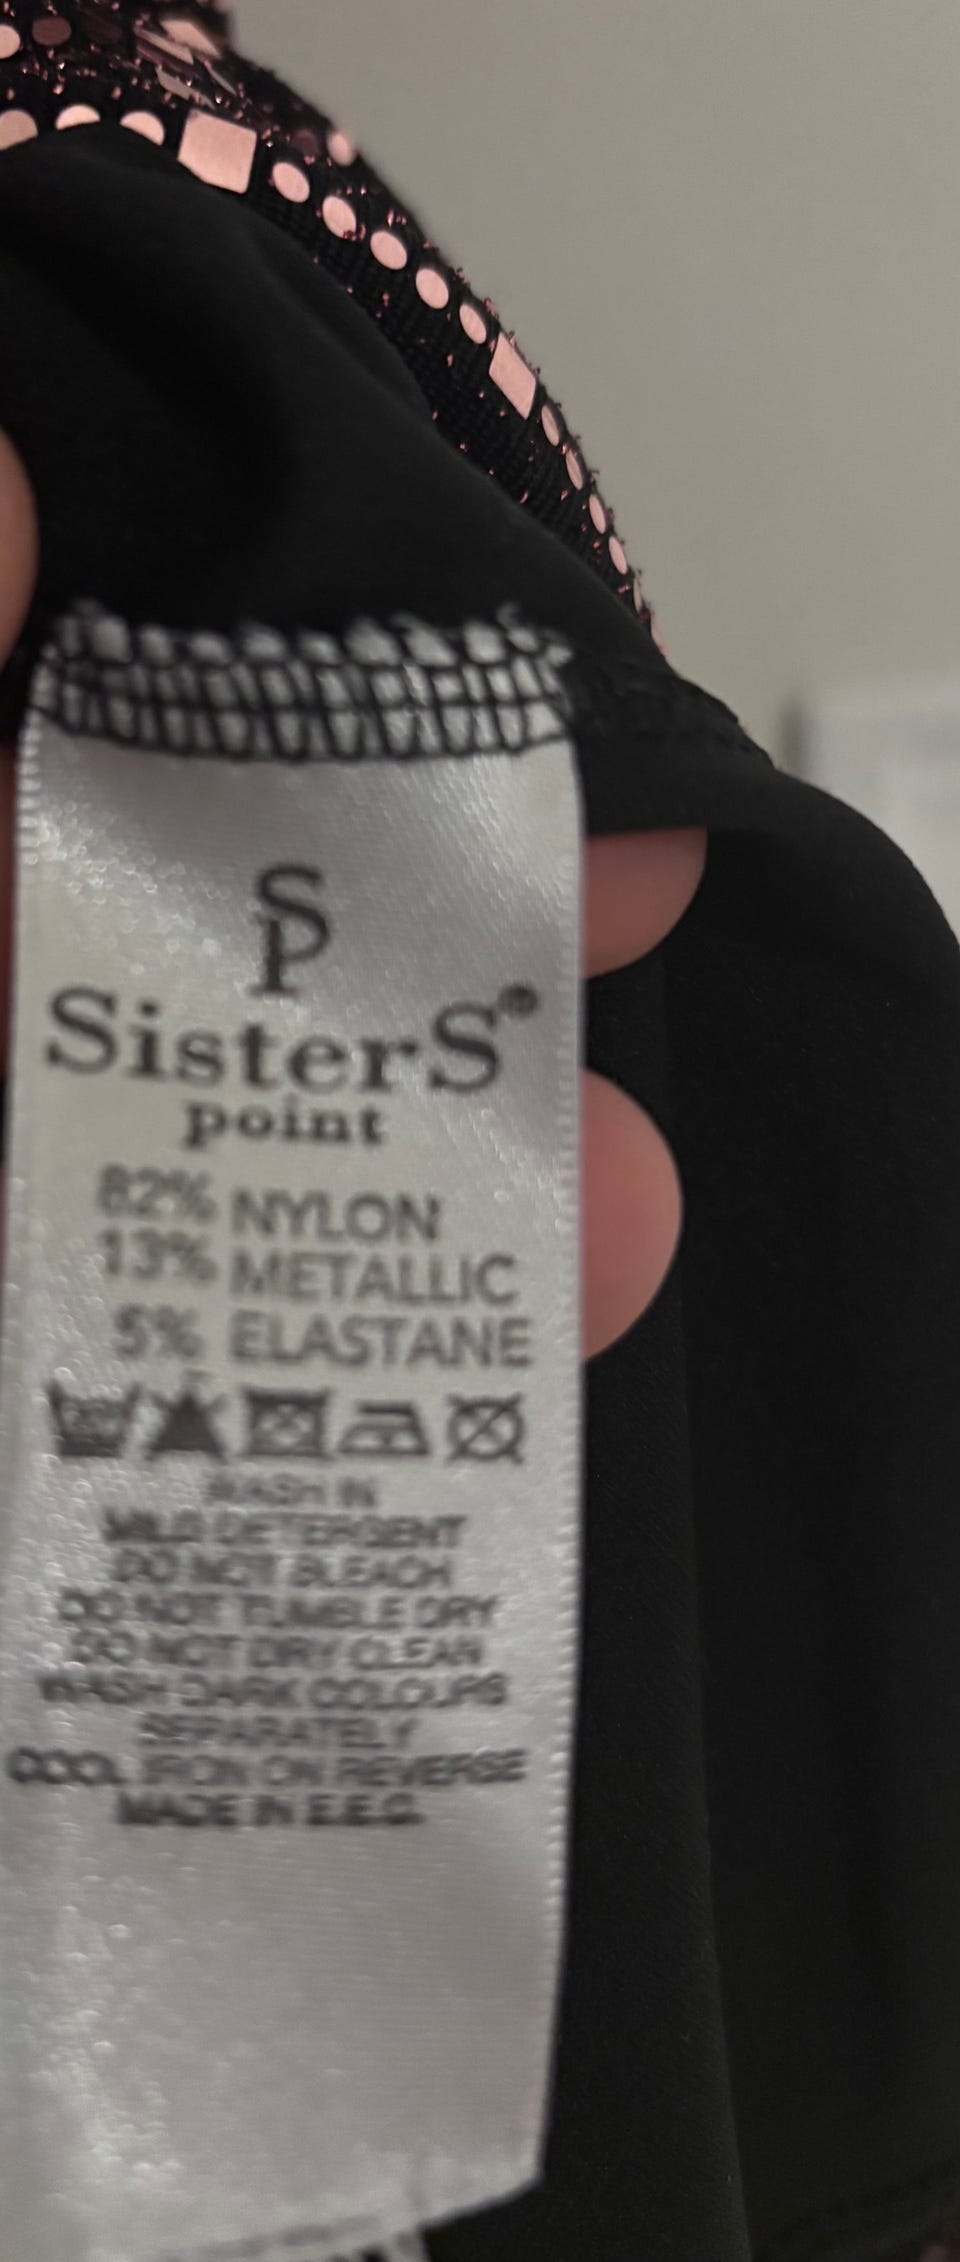 SP
SisterS®
point
82% NYLON
13% METALLIC
5% ELASTANE
WASH IN
MILD DETERGENT
DO NOT BLEACH
DO NOT TUMBLE DRY
DO NOT DRY CLEAN
WASH DARK COLOURS
SEPARATELY
COOL IRON ON REVERSE
MADE IN E.E.C.